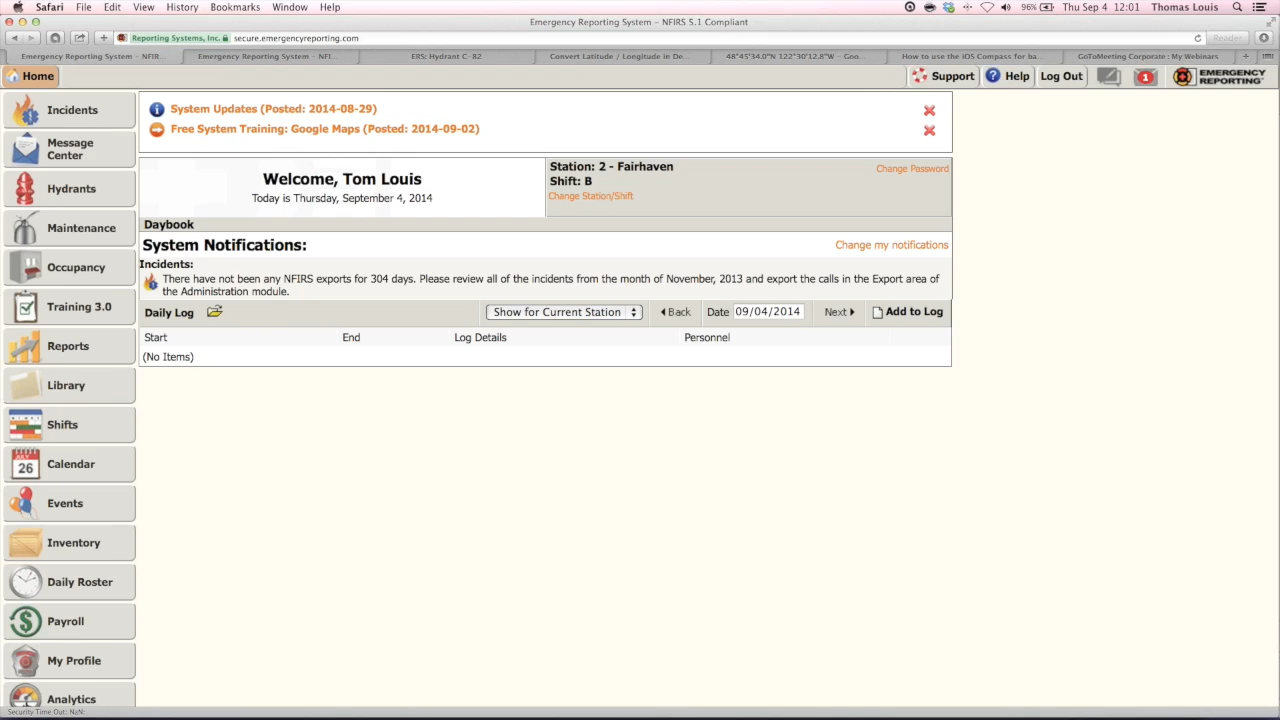 Safari File Edit View History Bookmarks Window Help 96% Thu Sep 4 12:01 Thomas Louis
Emergency Reporting System – NFIRS 5.1 Compliant
Reporting Systems, Inc. secure.emergencyreporting.com Reader
Emergency Reporting System – NFIR... Emergency Reporting System – NFI... ERS: Hydrant C- 82 Convert Latitude / Longitude in De... 48°45'34.0"N 122°30'12.8"W – Goo... How to use the iOS Compass for ba... GoToMeeting Corporate : My Webinars
Home Support Help Log Out 1 EMERGENCY REPORTING
Incidents
Message Center
Hydrants
Maintenance
Occupancy
Training 3.0
Reports
Library
Shifts
JULY 26 Calendar
Events
Inventory
Daily Roster
Payroll
My Profile
Analytics
System Updates (Posted: 2014-08-29)
Free System Training: Google Maps (Posted: 2014-09-02)
Welcome, Tom Louis
Today is Thursday, September 4, 2014
Station: 2 - Fairhaven
Shift: B
Change Station/Shift
Change Password
Daybook
System Notifications: Change my notifications
Incidents:
There have not been any NFIRS exports for 304 days. Please review all of the incidents from the month of November, 2013 and export the calls in the Export area of
the Administration module.
Daily Log Show for Current Station Back Date 09/04/2014 Next Add to Log
Start End Log Details Personnel
(No Items)
Security Time Out: NaN: